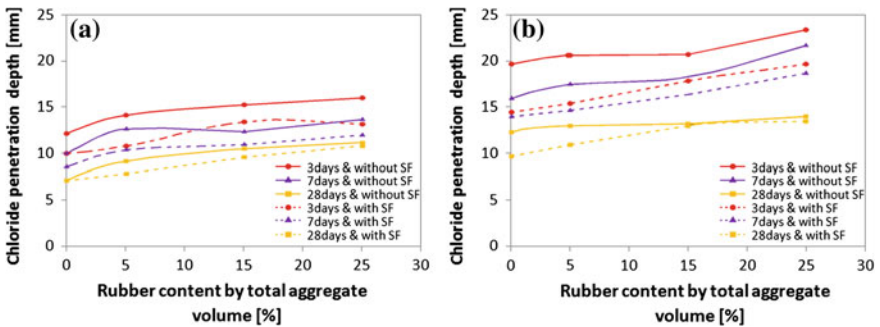 (a)
Chloride penetration depth [mm]
25
20
15
10
5
0
0 5 10 15 20 25 30
Rubber content by total aggregate
volume [%]
3days & without SF
7days & without SF
28days & without SF
3days & with SF
7days & with SF
28days & with SF
(b)
Chloride penetration depth [mm]
25
20
15
10
5
0
0 5 10 15 20 25 30
Rubber content by total aggregate
volume [%]
3days & without SF
7days & without SF
28days & without SF
3days & with SF
7days & with SF
28days & with SF